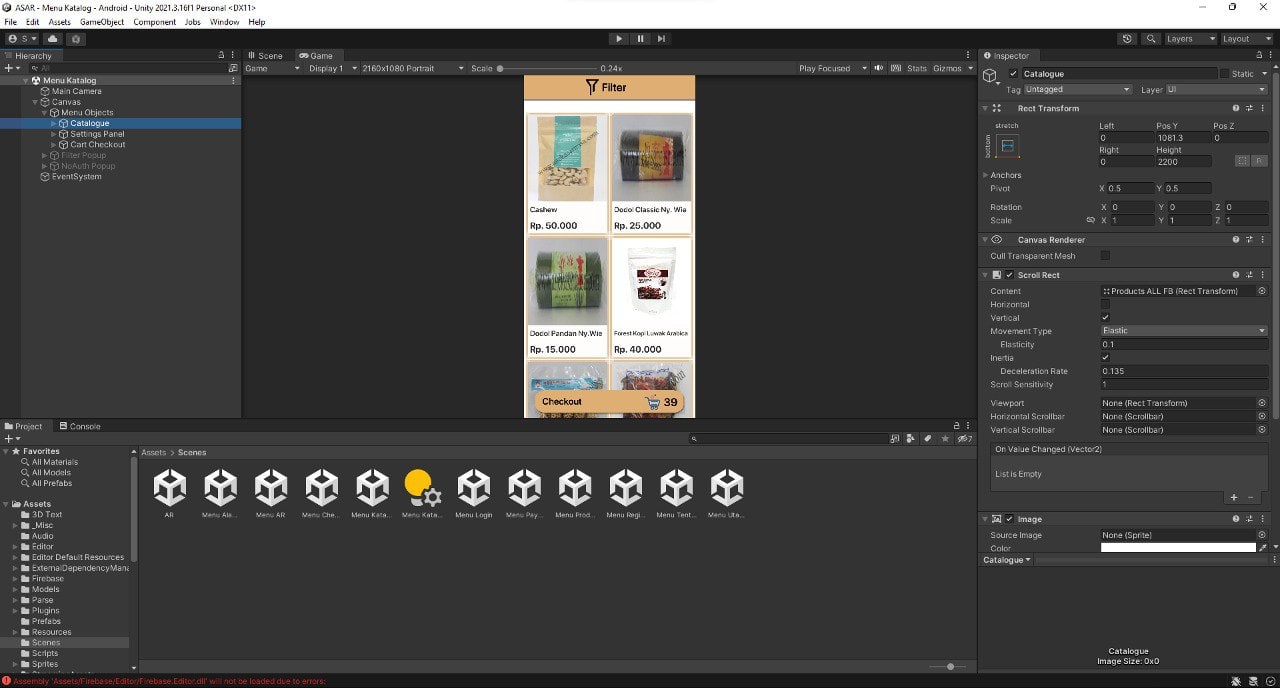 ASAR - Menu Katalog - Android - Unity 2021.3.16f1 Personal <DX11>
File Edit Assets GameObject Component Jobs Window Help
S
Layers Layout
Hierarchy
All
Menu Katalog
Main Camera
Canvas
Menu Objects
Catalogue
Settings Panel
Cart Checkout
Filter Popup
NoAuth Popup
EventSystem
Scene Game
Game Display 1 2160x1080 Portrait Scale 0.24x Play Focused Stats Gizmos
Filter
Cashew
Rp. 50.000
Dodol Classic Ny. Wie
Rp. 25.000
Dodol Pandan Ny.Wie
Rp. 15.000
Forest Kopi Luwak Arabica
Rp. 40.000
Checkout 39
Inspector
Catalogue Static
Tag Untagged Layer UI
Rect Transform
stretch
bottom
Left Pos Y Pos Z
0 1081.3 0
Right Height
0 2200
R
Anchors
Pivot X 0.5 Y 0.5
Rotation X 0 Y 0 Z 0
Scale X 1 Y 1 Z 1
Canvas Renderer
Cull Transparent Mesh
Scroll Rect
Content Products ALL FB (Rect Transform)
Horizontal
Vertical
Movement Type Elastic
Elasticity 0.1
Inertia
Deceleration Rate 0.135
Scroll Sensitivity 1
Viewport None (Rect Transform)
Horizontal Scrollbar None (Scrollbar)
Vertical Scrollbar None (Scrollbar)
On Value Changed (Vector2)
List is Empty
Image
Source Image None (Sprite)
Color
Catalogue
Catalogue
Image Size: 0x0
Project Console
7
Favorites
All Materials
All Models
All Prefabs
Assets
3D Text
_Misc
Audio
Editor
Editor Default Resources
ExternalDependencyMana
Firebase
Models
Parse
Plugins
Prefabs
Resources
Scenes
Scripts
Sprites
Assets > Scenes
AR Menu Ala... Menu AR Menu Che... Menu Kata... Menu Kata... Menu Login Menu Pay... Menu Prod... Menu Regi... Menu Tent... Menu Uta...
Assembly 'Assets/Firebase/Editor/Firebase.Editor.dll' will not be loaded due to errors: